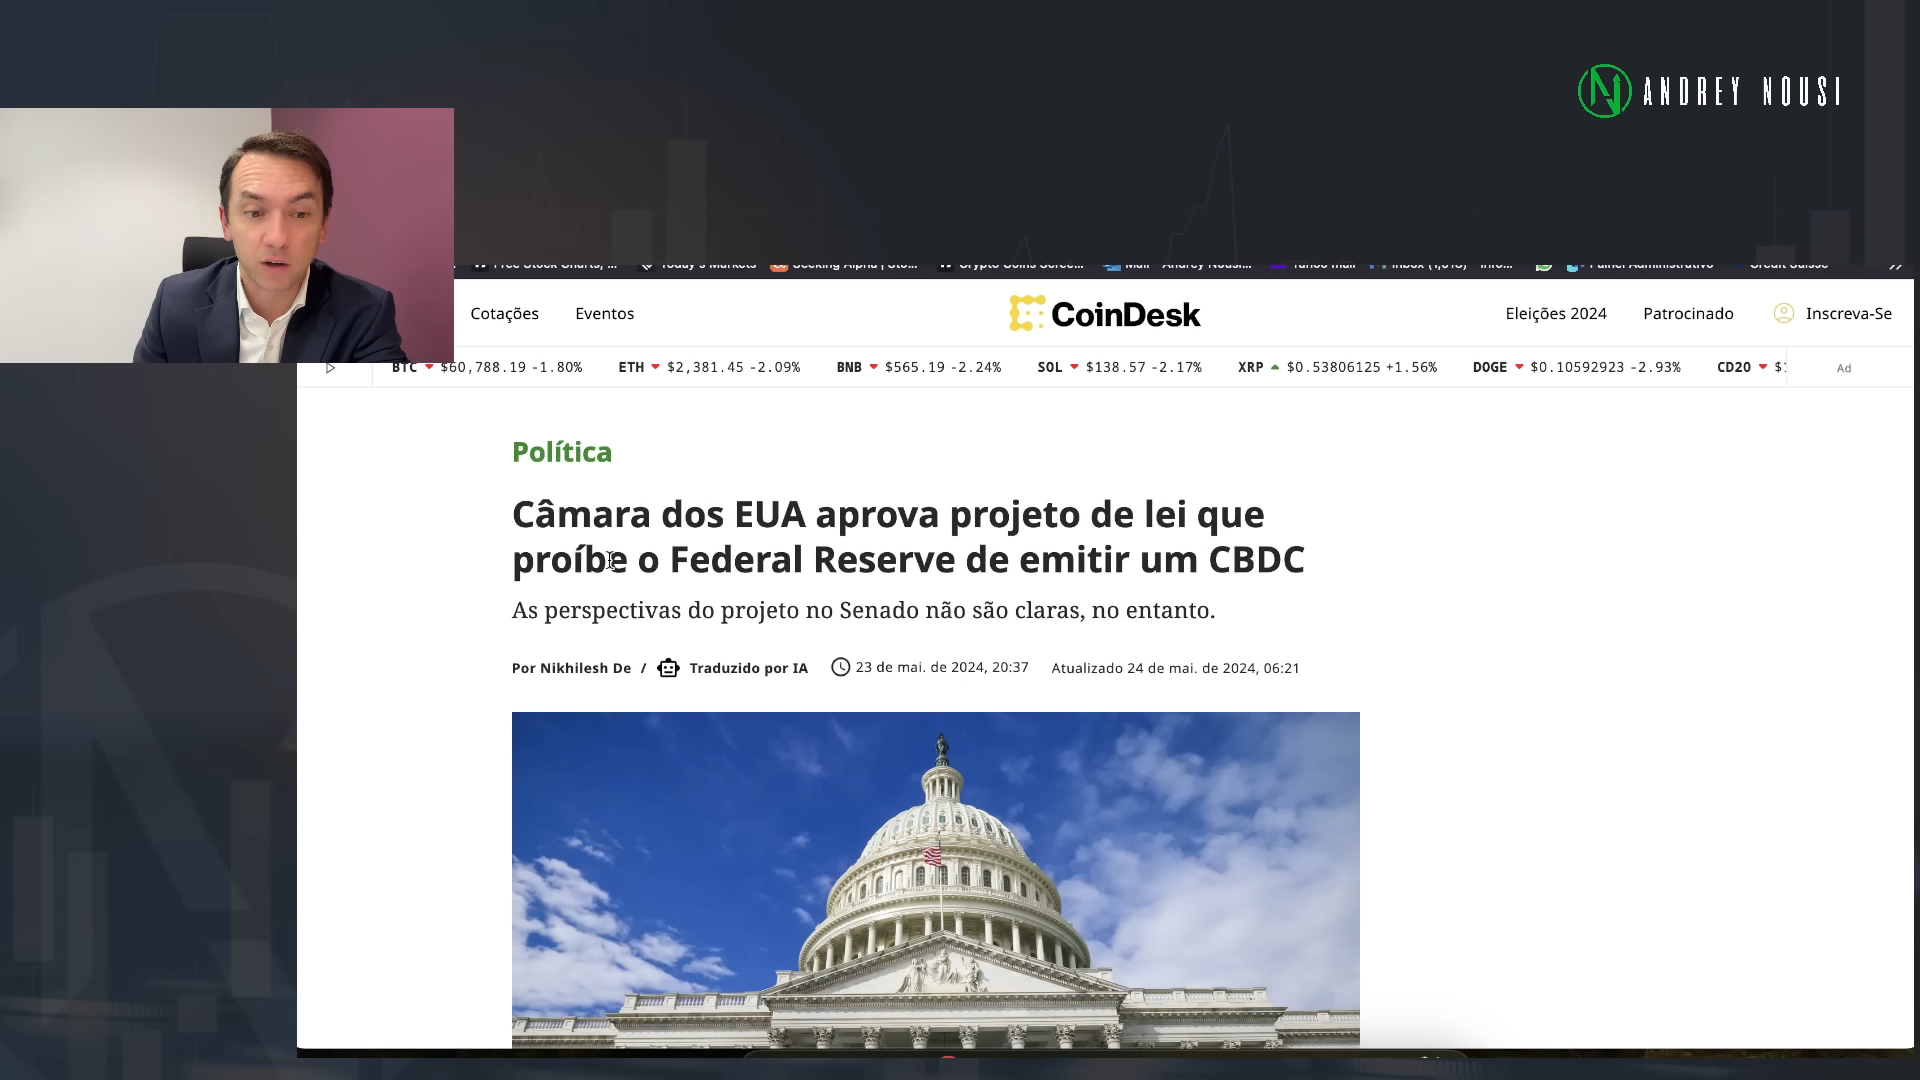 ANDREY NOUSI
Cotações Eventos CoinDesk Eleições 2024 Patrocinado Inscreva-Se
BTC $60,788.19 -1.80% ETH $2,381.45 -2.09% BNB $565.19 -2.24% SOL $138.57 -2.17% XRP $0.53806125 +1.56% DOGE $0.10592923 -2.93% CD20 Ad
Política
Câmara dos EUA aprova projeto de lei que
proíbe o Federal Reserve de emitir um CBDC
As perspectivas do projeto no Senado não são claras, no entanto.
Por Nikhilesh De / Traduzido por IA 23 de mai. de 2024, 20:37 Atualizado 24 de mai. de 2024, 06:21